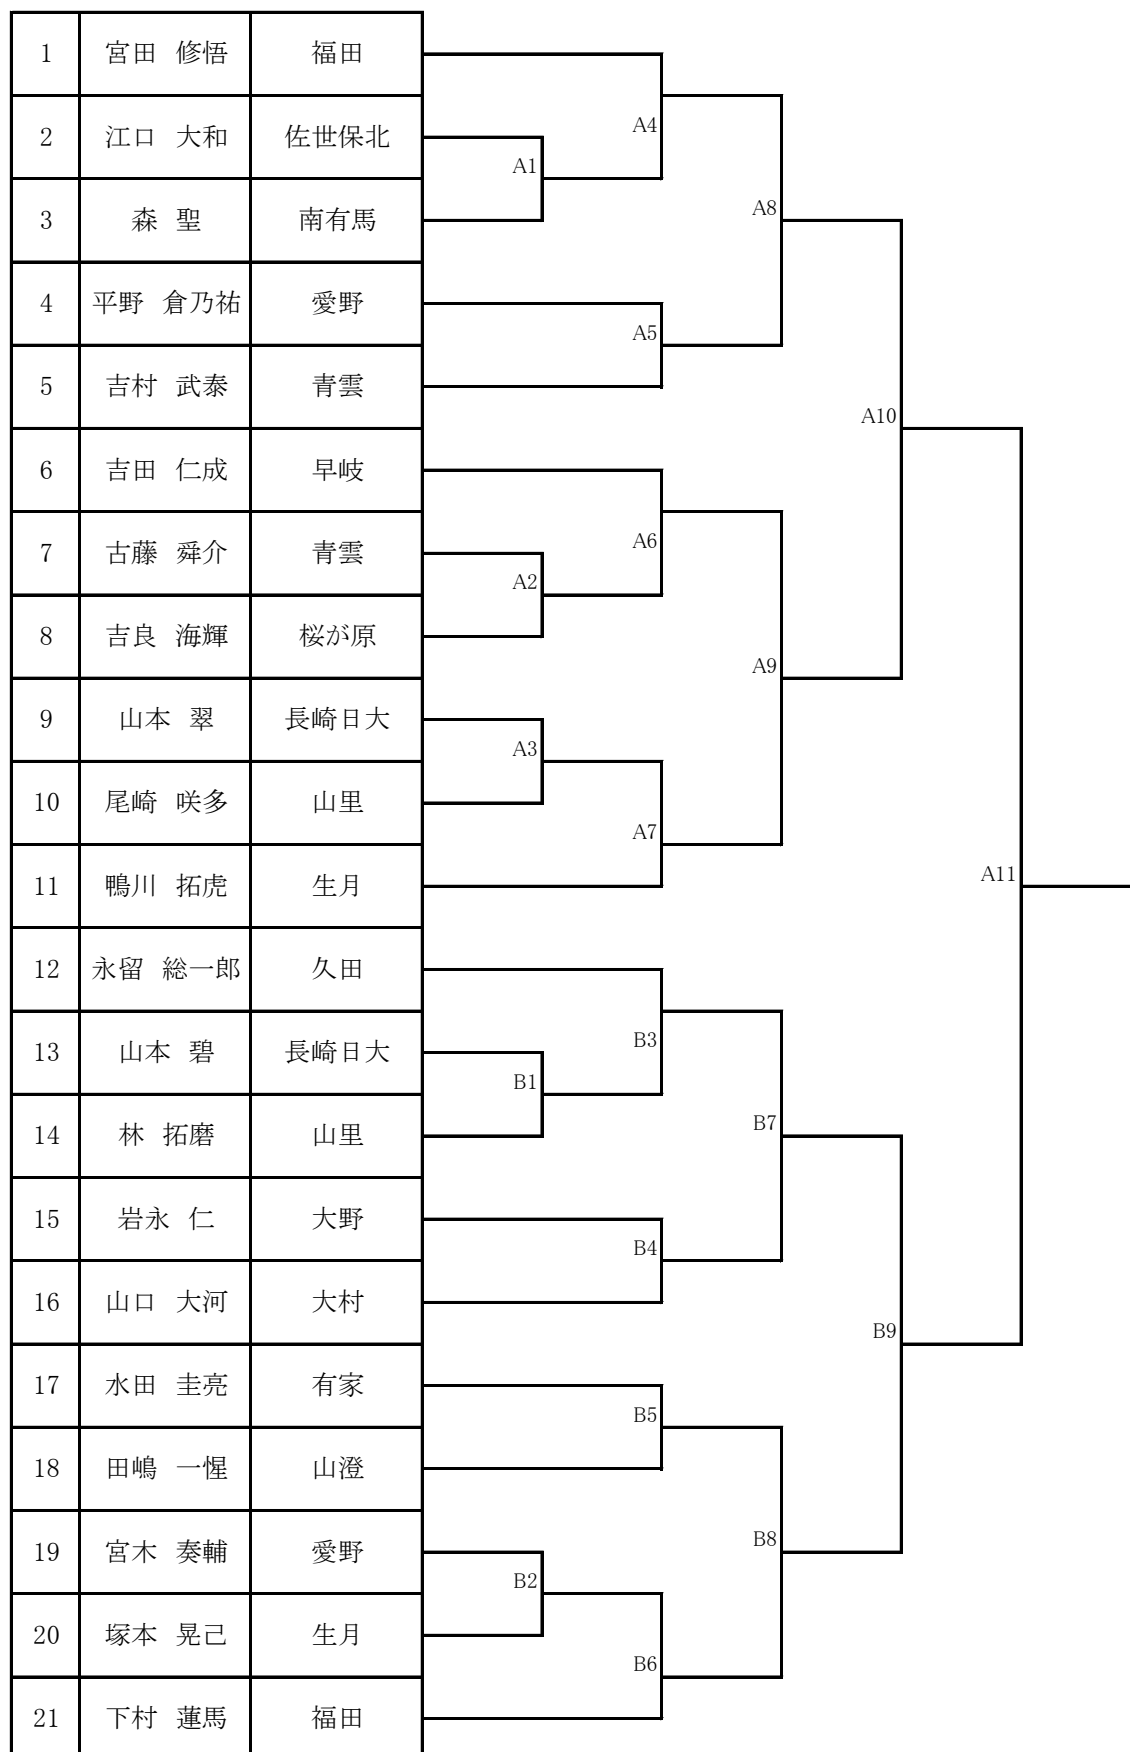 1 宮田 修悟 福田
2 江口 大和 佐世保北
3 森 聖 南有馬
4 平野 倉乃祐 愛野
5 吉村 武泰 青雲
6 吉田 仁成 早岐
7 古藤 舜介 青雲
8 吉良 海輝 桜が原
9 山本 翠 長崎日大
10 尾崎 咲多 山里
11 鴨川 拓虎 生月
12 永留 総一郎 久田
13 山本 碧 長崎日大
14 林 拓磨 山里
15 岩永 仁 大野
16 山口 大河 大村
17 水田 圭亮 有家
18 田嶋 一惺 山澄
19 宮木 奏輔 愛野
20 塚本 晃己 生月
21 下村 蓮馬 福田
A1
A2
A3
B1
B2
A4
A5
A6
A7
B3
B4
B5
B6
A8
A9
B7
B8
A10
B9
A11